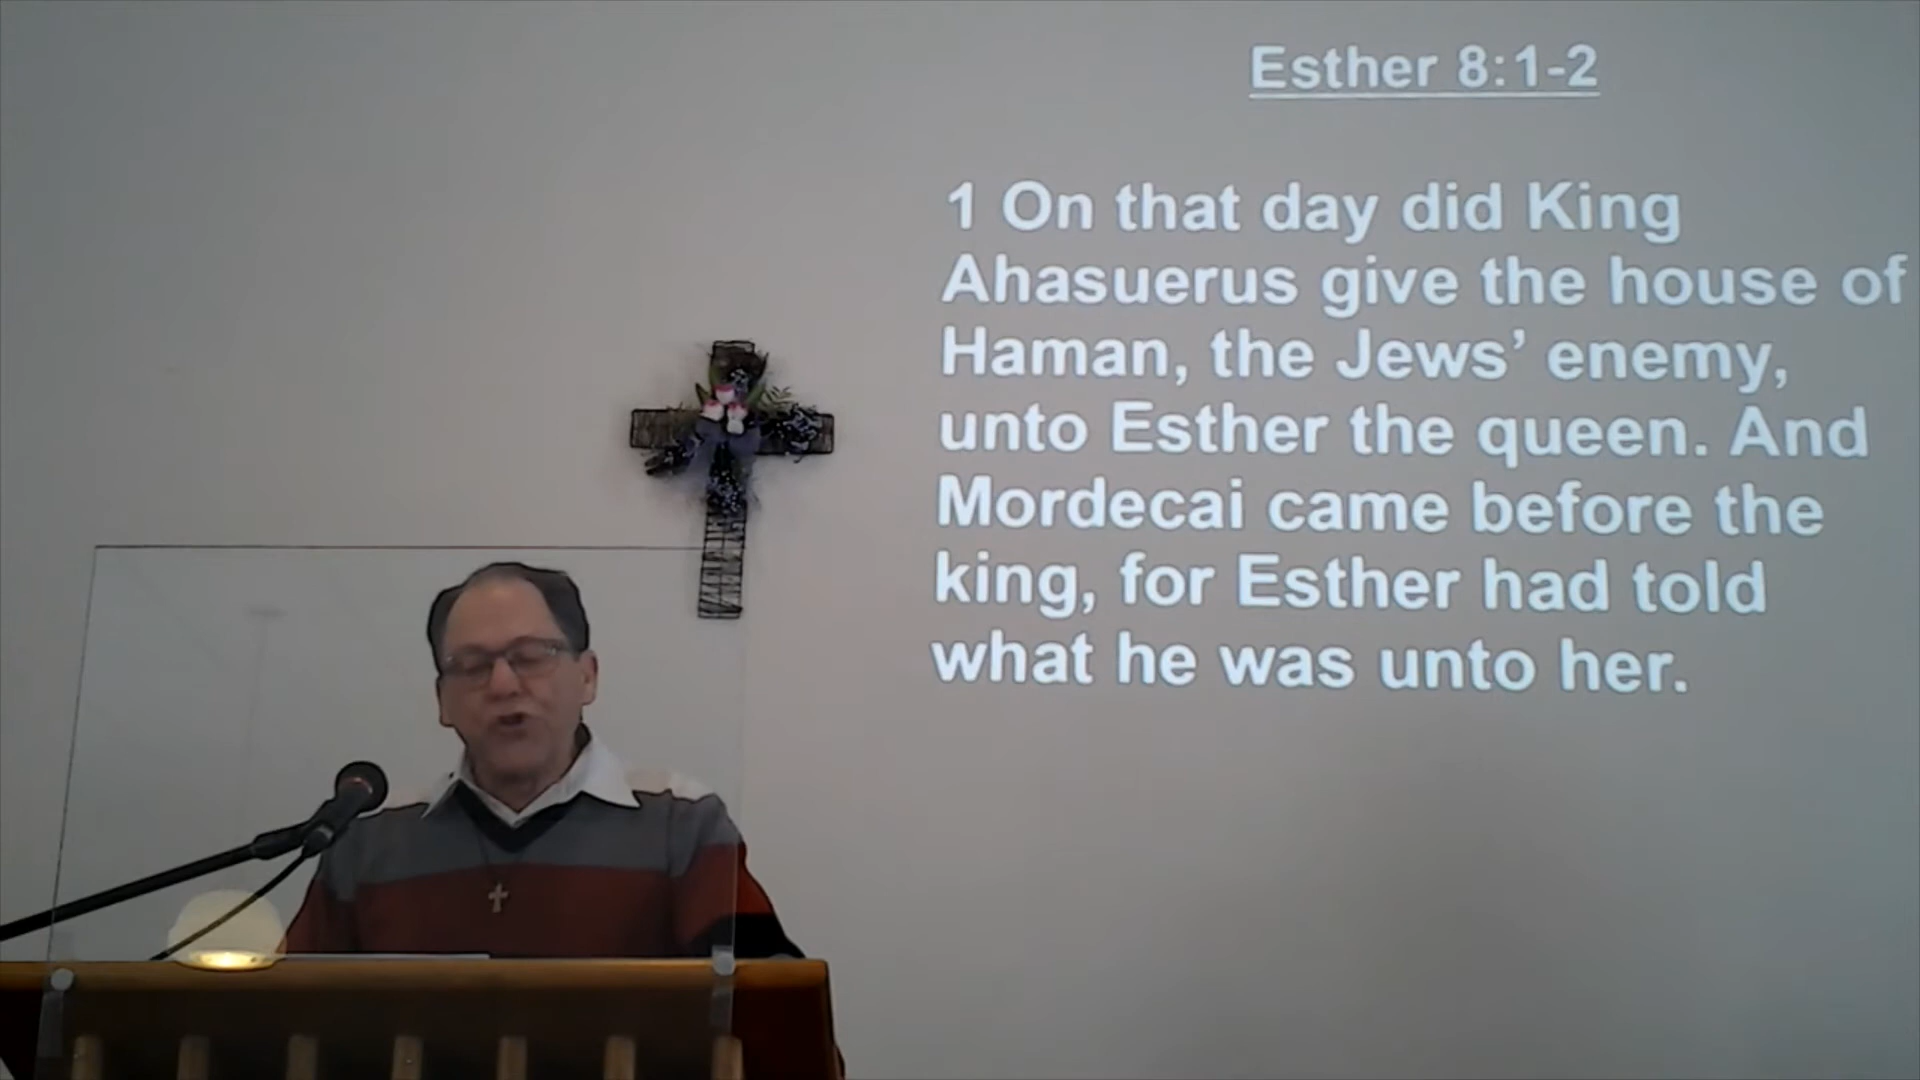 Esther 8:1-2
1 On that day did King
Ahasuerus give the house of
Haman, the Jews’ enemy,
unto Esther the queen. And
Mordecai came before the
king, for Esther had told
what he was unto her.